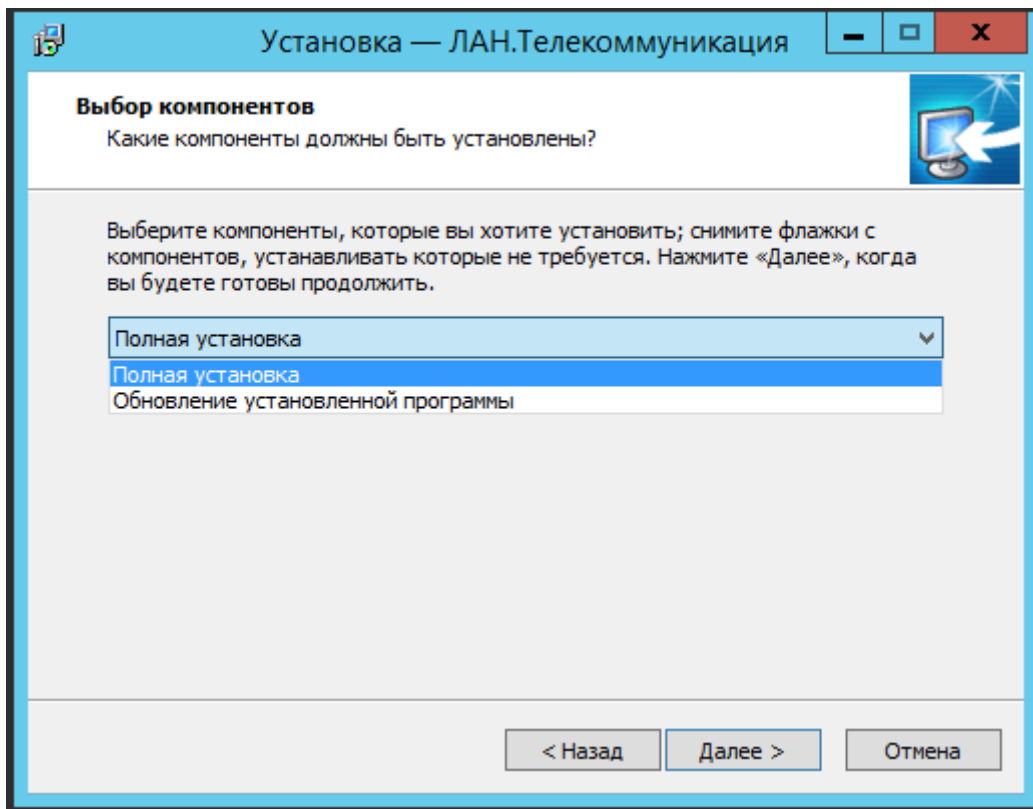 Установка — ЛАН.Телекоммуникация
Выбор компонентов
Какие компоненты должны быть установлены?
Выберите компоненты, которые вы хотите установить; снимите флажки с
компонентов, устанавливать которые не требуется. Нажмите «Далее», когда
вы будете готовы продолжить.
Полная установка
Полная установка
Обновление установленной программы
< Назад
Далее >
Отмена